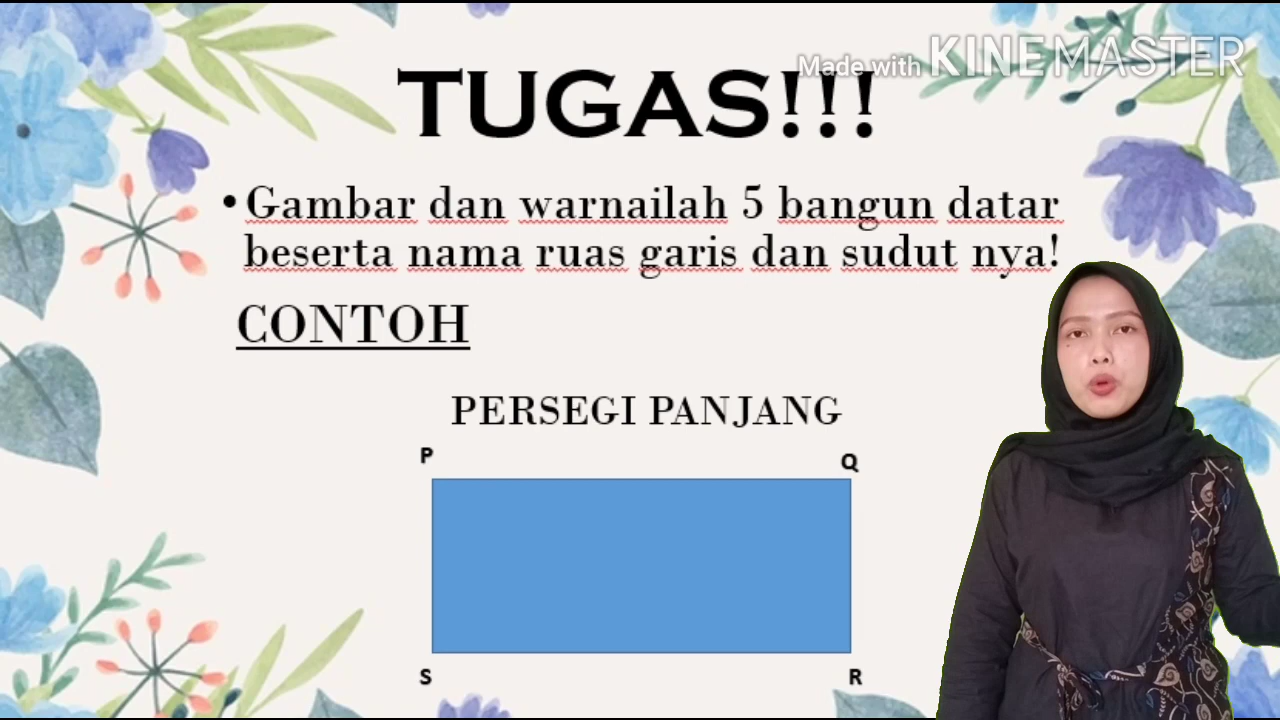 Made with KINEMASTER
TUGAS!!!
• Gambar dan warnailah 5 bangun datar
beserta nama ruas garis dan sudut nya!
CONTOH
PERSEGI PANJANG
P
Q
S
R